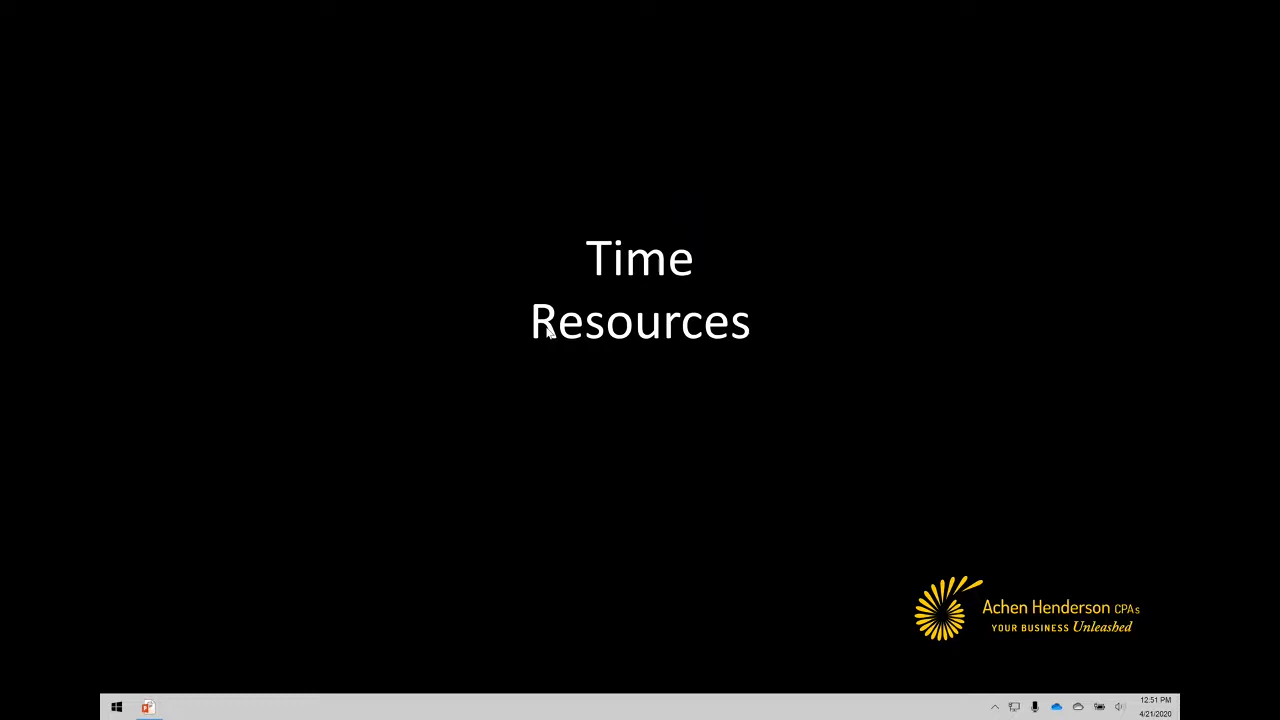 Time
Resources
Achen Henderson CPAs
YOUR BUSINESS Unleashed
12:51 PM
4/21/2020